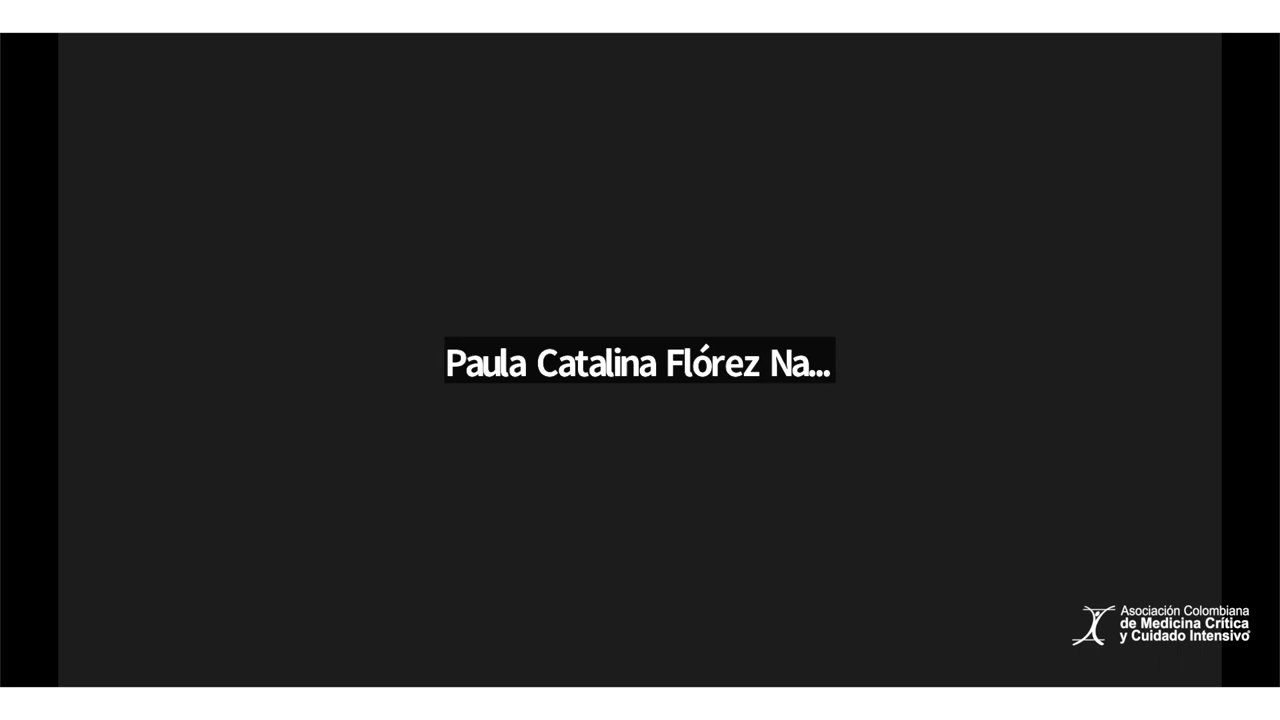 Paula Catalina Flórez Na...
Asociación Colombiana
de Medicina Crítica
y Cuidado Intensivo